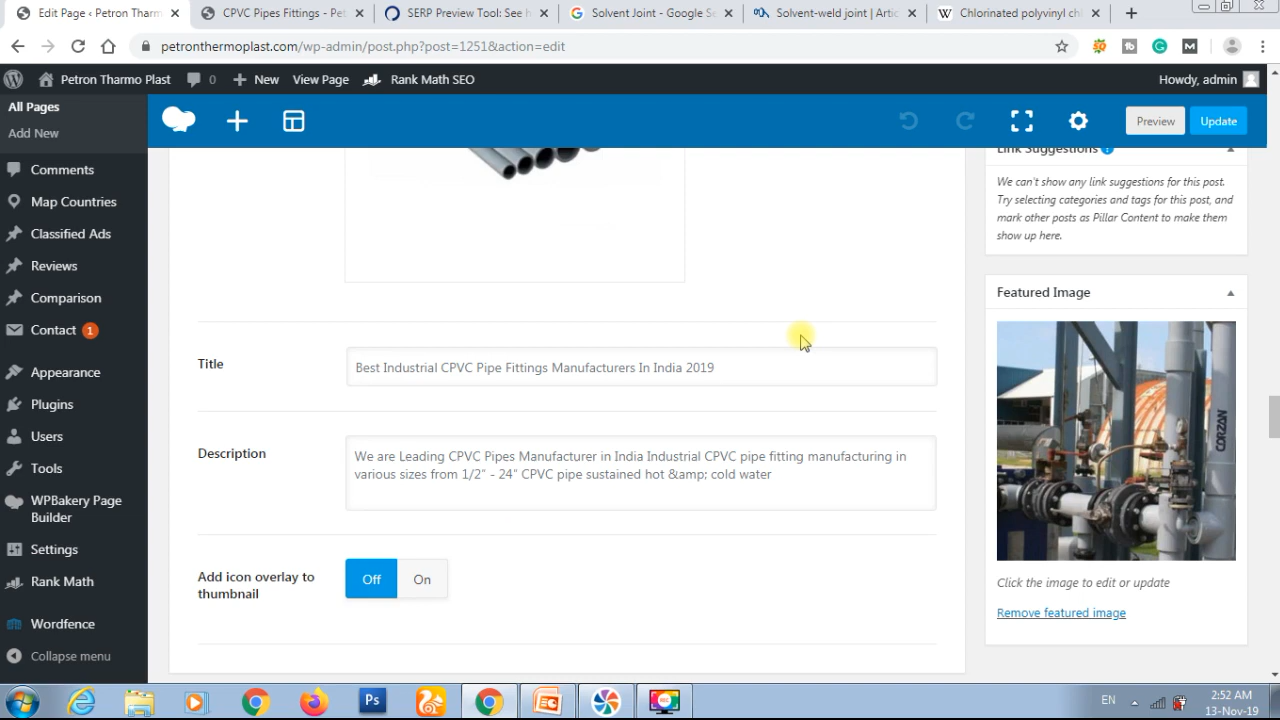 Edit Page ‹ Petron Tharm
CPVC Pipes Fittings - Pet
SERP Preview Tool: See h
Solvent Joint - Google Se
Solvent-weld joint | Artic
Chlorinated polyvinyl chl
petronthermoplast.com/wp-admin/post.php?post=1251&action=edit
Petron Tharmo Plast
0
New
View Page
Rank Math SEO
Howdy, admin
All Pages
Add New
Preview
Update
Comments
Map Countries
Classified Ads
Reviews
Comparison
Contact 1
Appearance
Plugins
Users
Tools
WPBakery Page
Builder
Settings
Rank Math
Wordfence
Collapse menu
Link Suggestions
We can't show any link suggestions for this post.
Try selecting categories and tags for this post, and
mark other posts as Pillar Content to make them
show up here.
Featured Image
CORZAN
Click the image to edit or update
Remove featured image
Title
Best Industrial CPVC Pipe Fittings Manufacturers In India 2019
Description
We are Leading CPVC Pipes Manufacturer in India Industrial CPVC pipe fitting manufacturing in
various sizes from 1/2″ - 24″ CPVC pipe sustained hot &amp; cold water
Add icon overlay to
thumbnail
Off
On
EN
2:52 AM
13-Nov-19